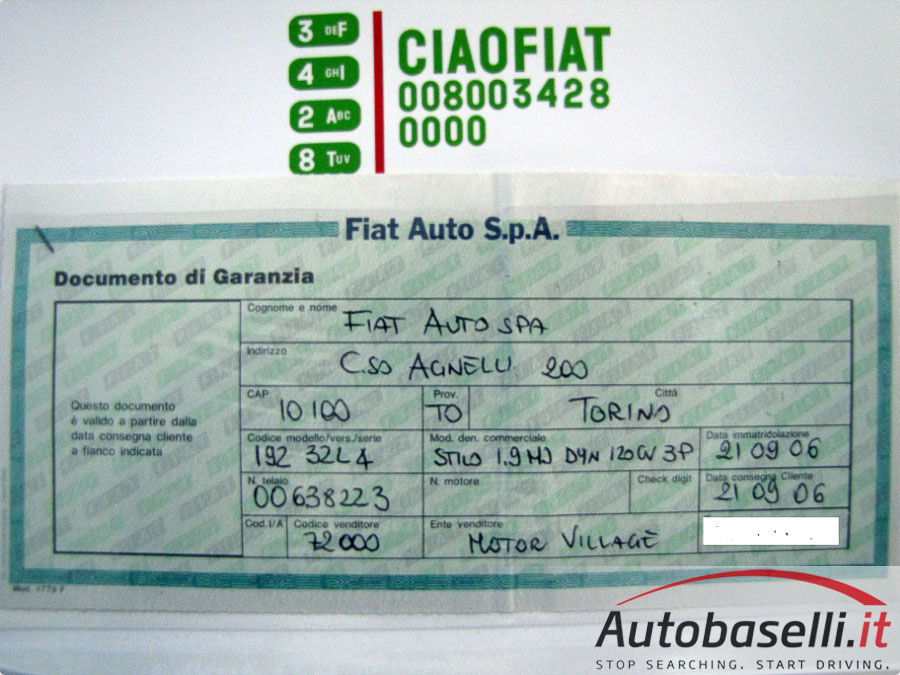 3 DEF
4 GHI
2 ABC
8 TUV
CIAOFIAT
008003428
0000
Fiat Auto S.p.A.
Documento di Garanzia
Questo documento
è valido a partire dalla
data consegna cliente
a fianco indicata
Cognome e nome
FIAT AUTO SPA
Indirizzo
C.SO AGNELLI 200
CAP
10100
Prov.
TO
Città
TORINO
Codice modello/vers./serie
192 32L4
Mod. den. commerciale
STILO 1.9 MJ DYN 120CV 3P
Data immatricolazione
21 09 06
N. telaio
00638223
N. motore
Check digit
Data consegna Cliente
21 09 06
Cod. I/A
Codice venditore
72000
Ente venditore
MOTOR VILLAGE
Autobaselli.it
STOP SEARCHING. START DRIVING.